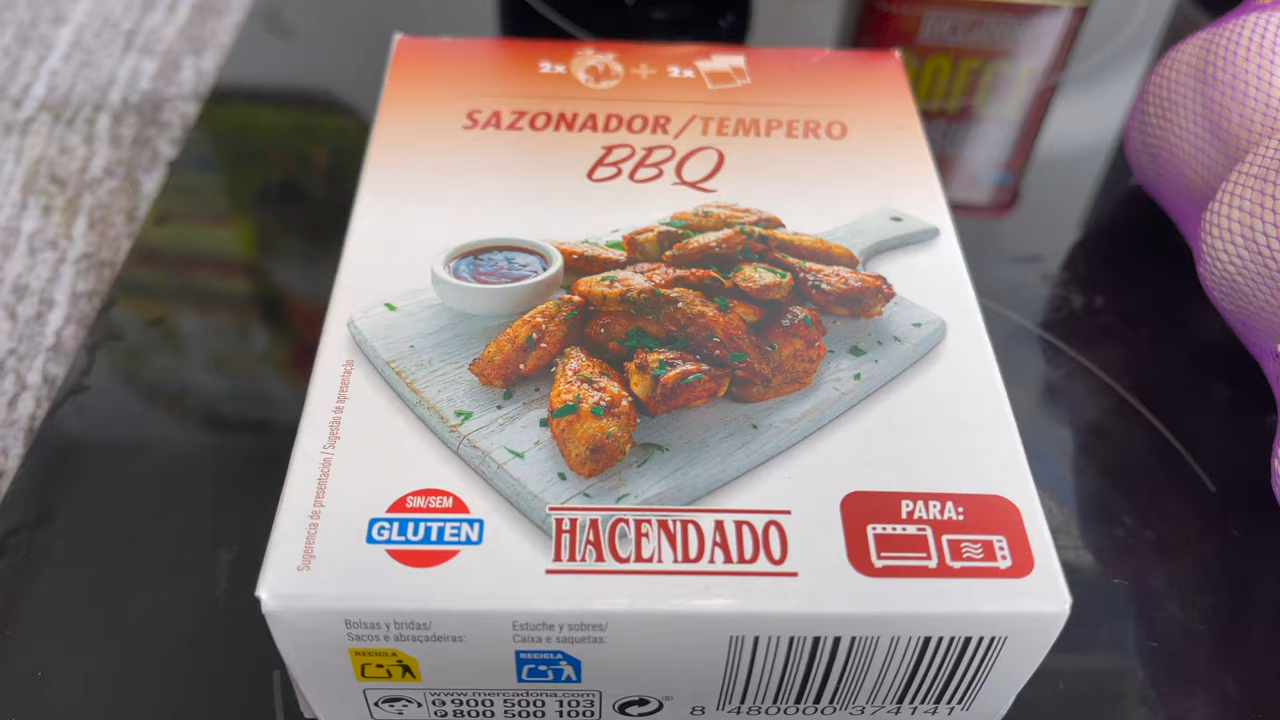 2x + 2x
SAZONADOR/TEMPERO
BBQ
Sugerencia de presentación / Sugestão de apresentação
SIN/SEM
GLUTEN
HACENDADO
PARA:
Bolsas y bridas/
Sacos e abraçadeiras:
RECICLA
Estuche y sobres/
Caixa e saquetas:
RECICLA
www.mercadona.com
E 900 500 103
P 800 500 100
®
8 480000 374141